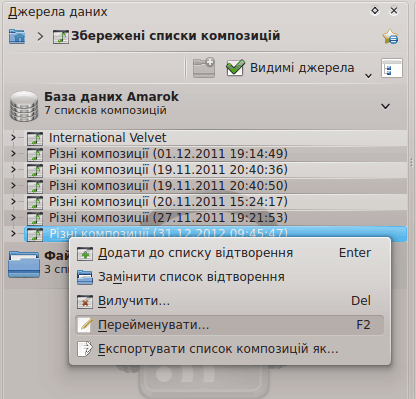 Джерела даних
Збережені списки композицій
Видимі джерела
База даних Amarok
7 списків композицій
International Velvet
Різні композиції (01.12.2011 19:14:49)
Різні композиції (19.11.2011 20:40:36)
Різні композиції (19.11.2011 20:40:50)
Різні композиції (20.11.2011 15:24:17)
Різні композиції (27.11.2011 19:21:53)
Різні композиції (31.12.2012 09:45:47)
Фай
3 спи
Додати до списку відтворення Enter
Замінити список відтворення
Вилучити... Del
Перейменувати... F2
Експортувати список композицій як...